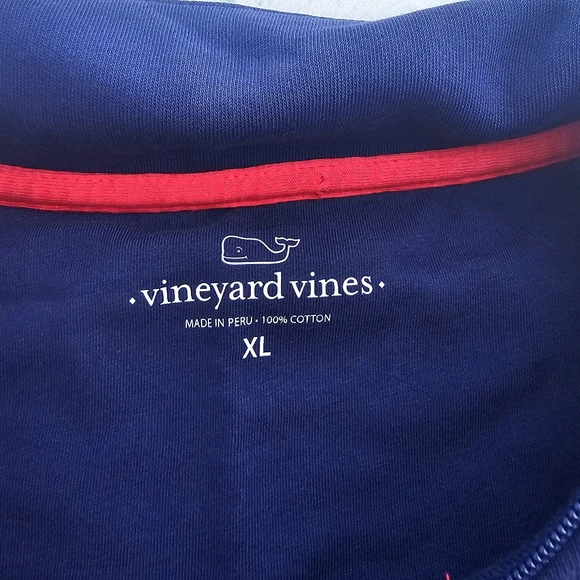 · vineyard vines ·
MADE IN PERU • 100% COTTON
XL